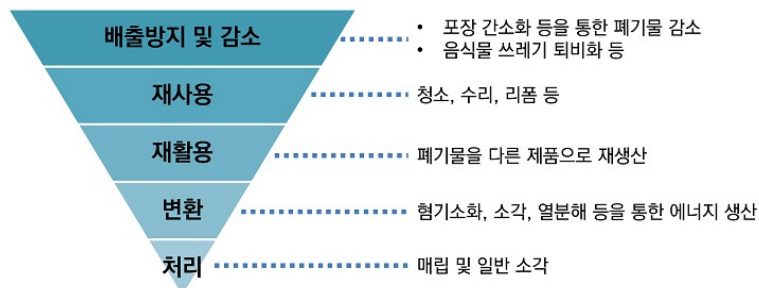 배출방지 및 감소
• 포장 간소화 등을 통한 폐기물 감소
• 음식물 쓰레기 퇴비화 등
재사용
청소, 수리, 리폼 등
재활용
폐기물을 다른 제품으로 재생산
변환
혐기소화, 소각, 열분해 등을 통한 에너지 생산
처리
매립 및 일반 소각